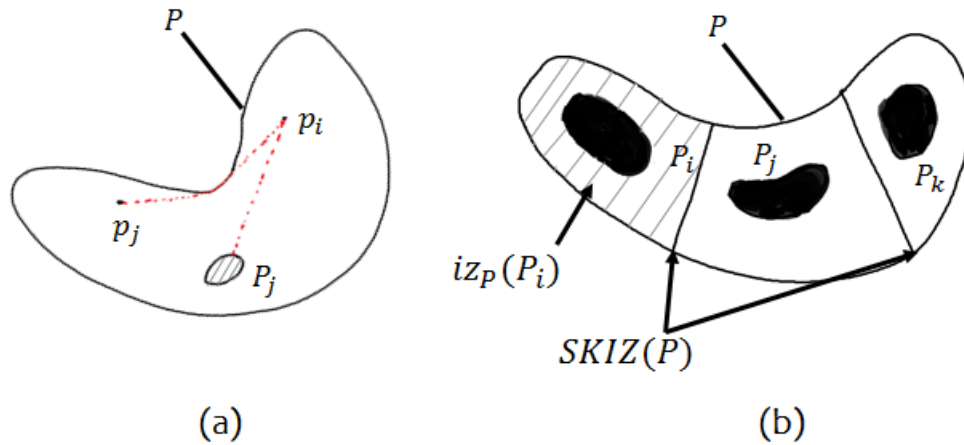 P
p_i
p_j
P_j
(a)
P
P_i
P_j
P_k
iz_P(P_i)
SKIZ(P)
(b)